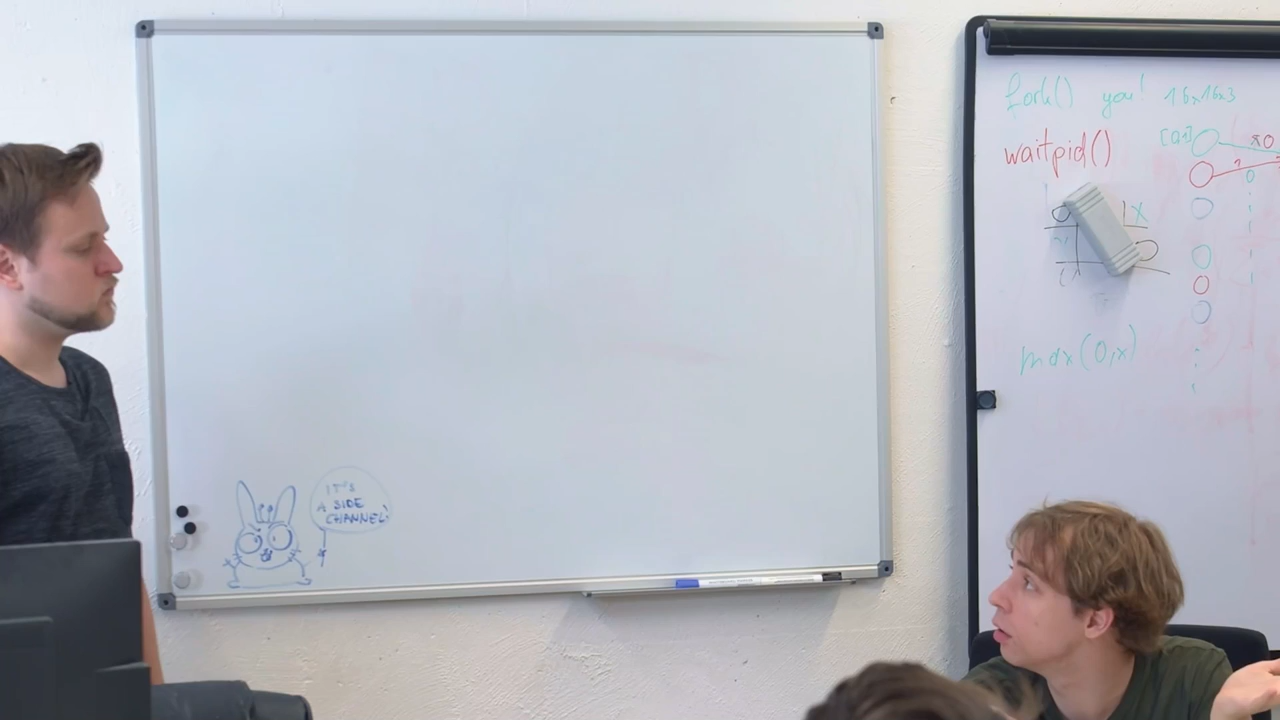 IT'S
A SIDE
CHANNEL!
fork() you! 16x16x3
waitpid()
max(0,x)